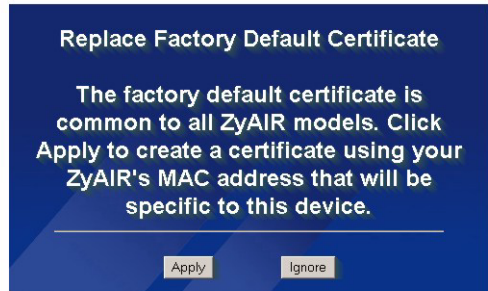 Replace Factory Default Certificate
The factory default certificate is
common to all ZyAIR models. Click
Apply to create a certificate using your
ZyAIR's MAC address that will be
specific to this device.
Apply
Ignore